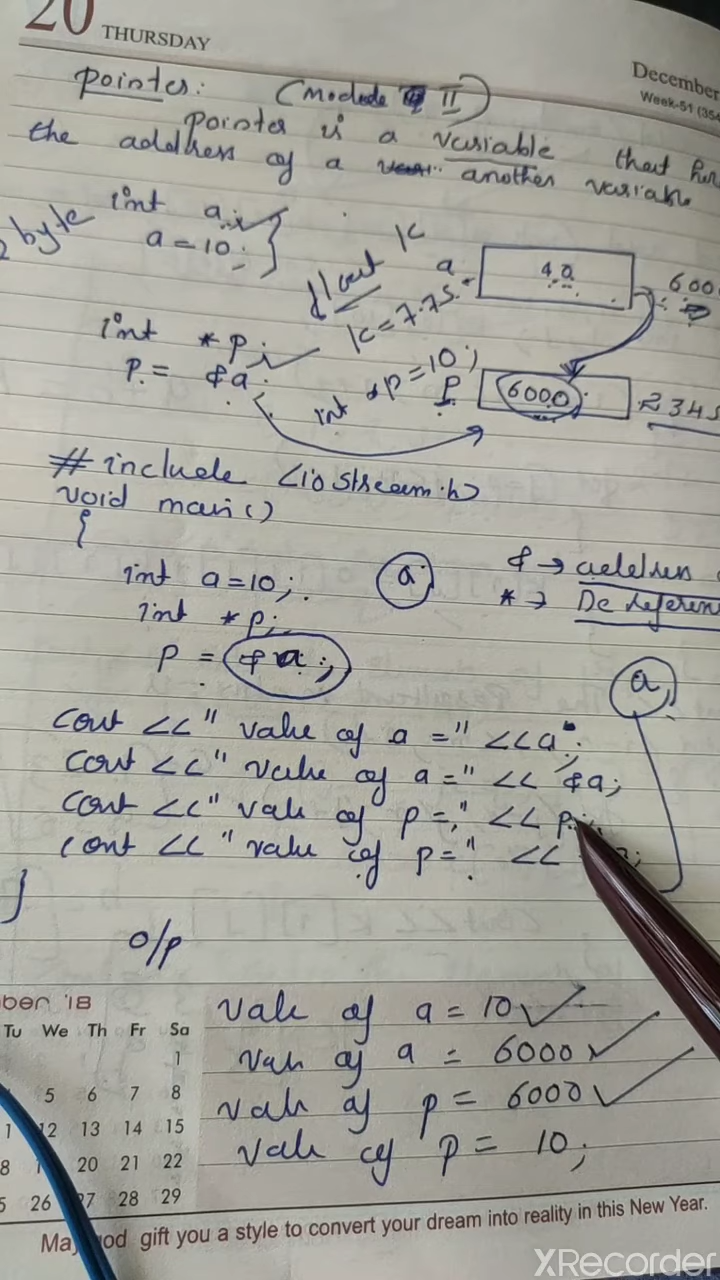 20 THURSDAY
December
Week-51 (354
pointer: (Module II)
pointer is a variable that
the address of a another variable
2 byte int a;
a = 10;
float k
k = 7.75
a
600
int *p;
p = &a
int *p = 10;
p 6000 2345
# include <iostream.h>
void main()
{
int a = 10;
a
& → address
int *p;
* → De referen
p = &a;
a
cout << " value of a =" << a;
cout << " value of a =" << &a;
cout << " value of p =" << p;
cout << " value of p =" <<
}
o/p
value of a = 10
value of a = 6000
value of p = 6000
value of p = 10;
ber '18
Tu We Th Fr Sa
1
5 6 7 8
12 13 14 15
20 21 22
26 27 28 29
May god gift you a style to convert your dream into reality in this New Year.
XRecorder